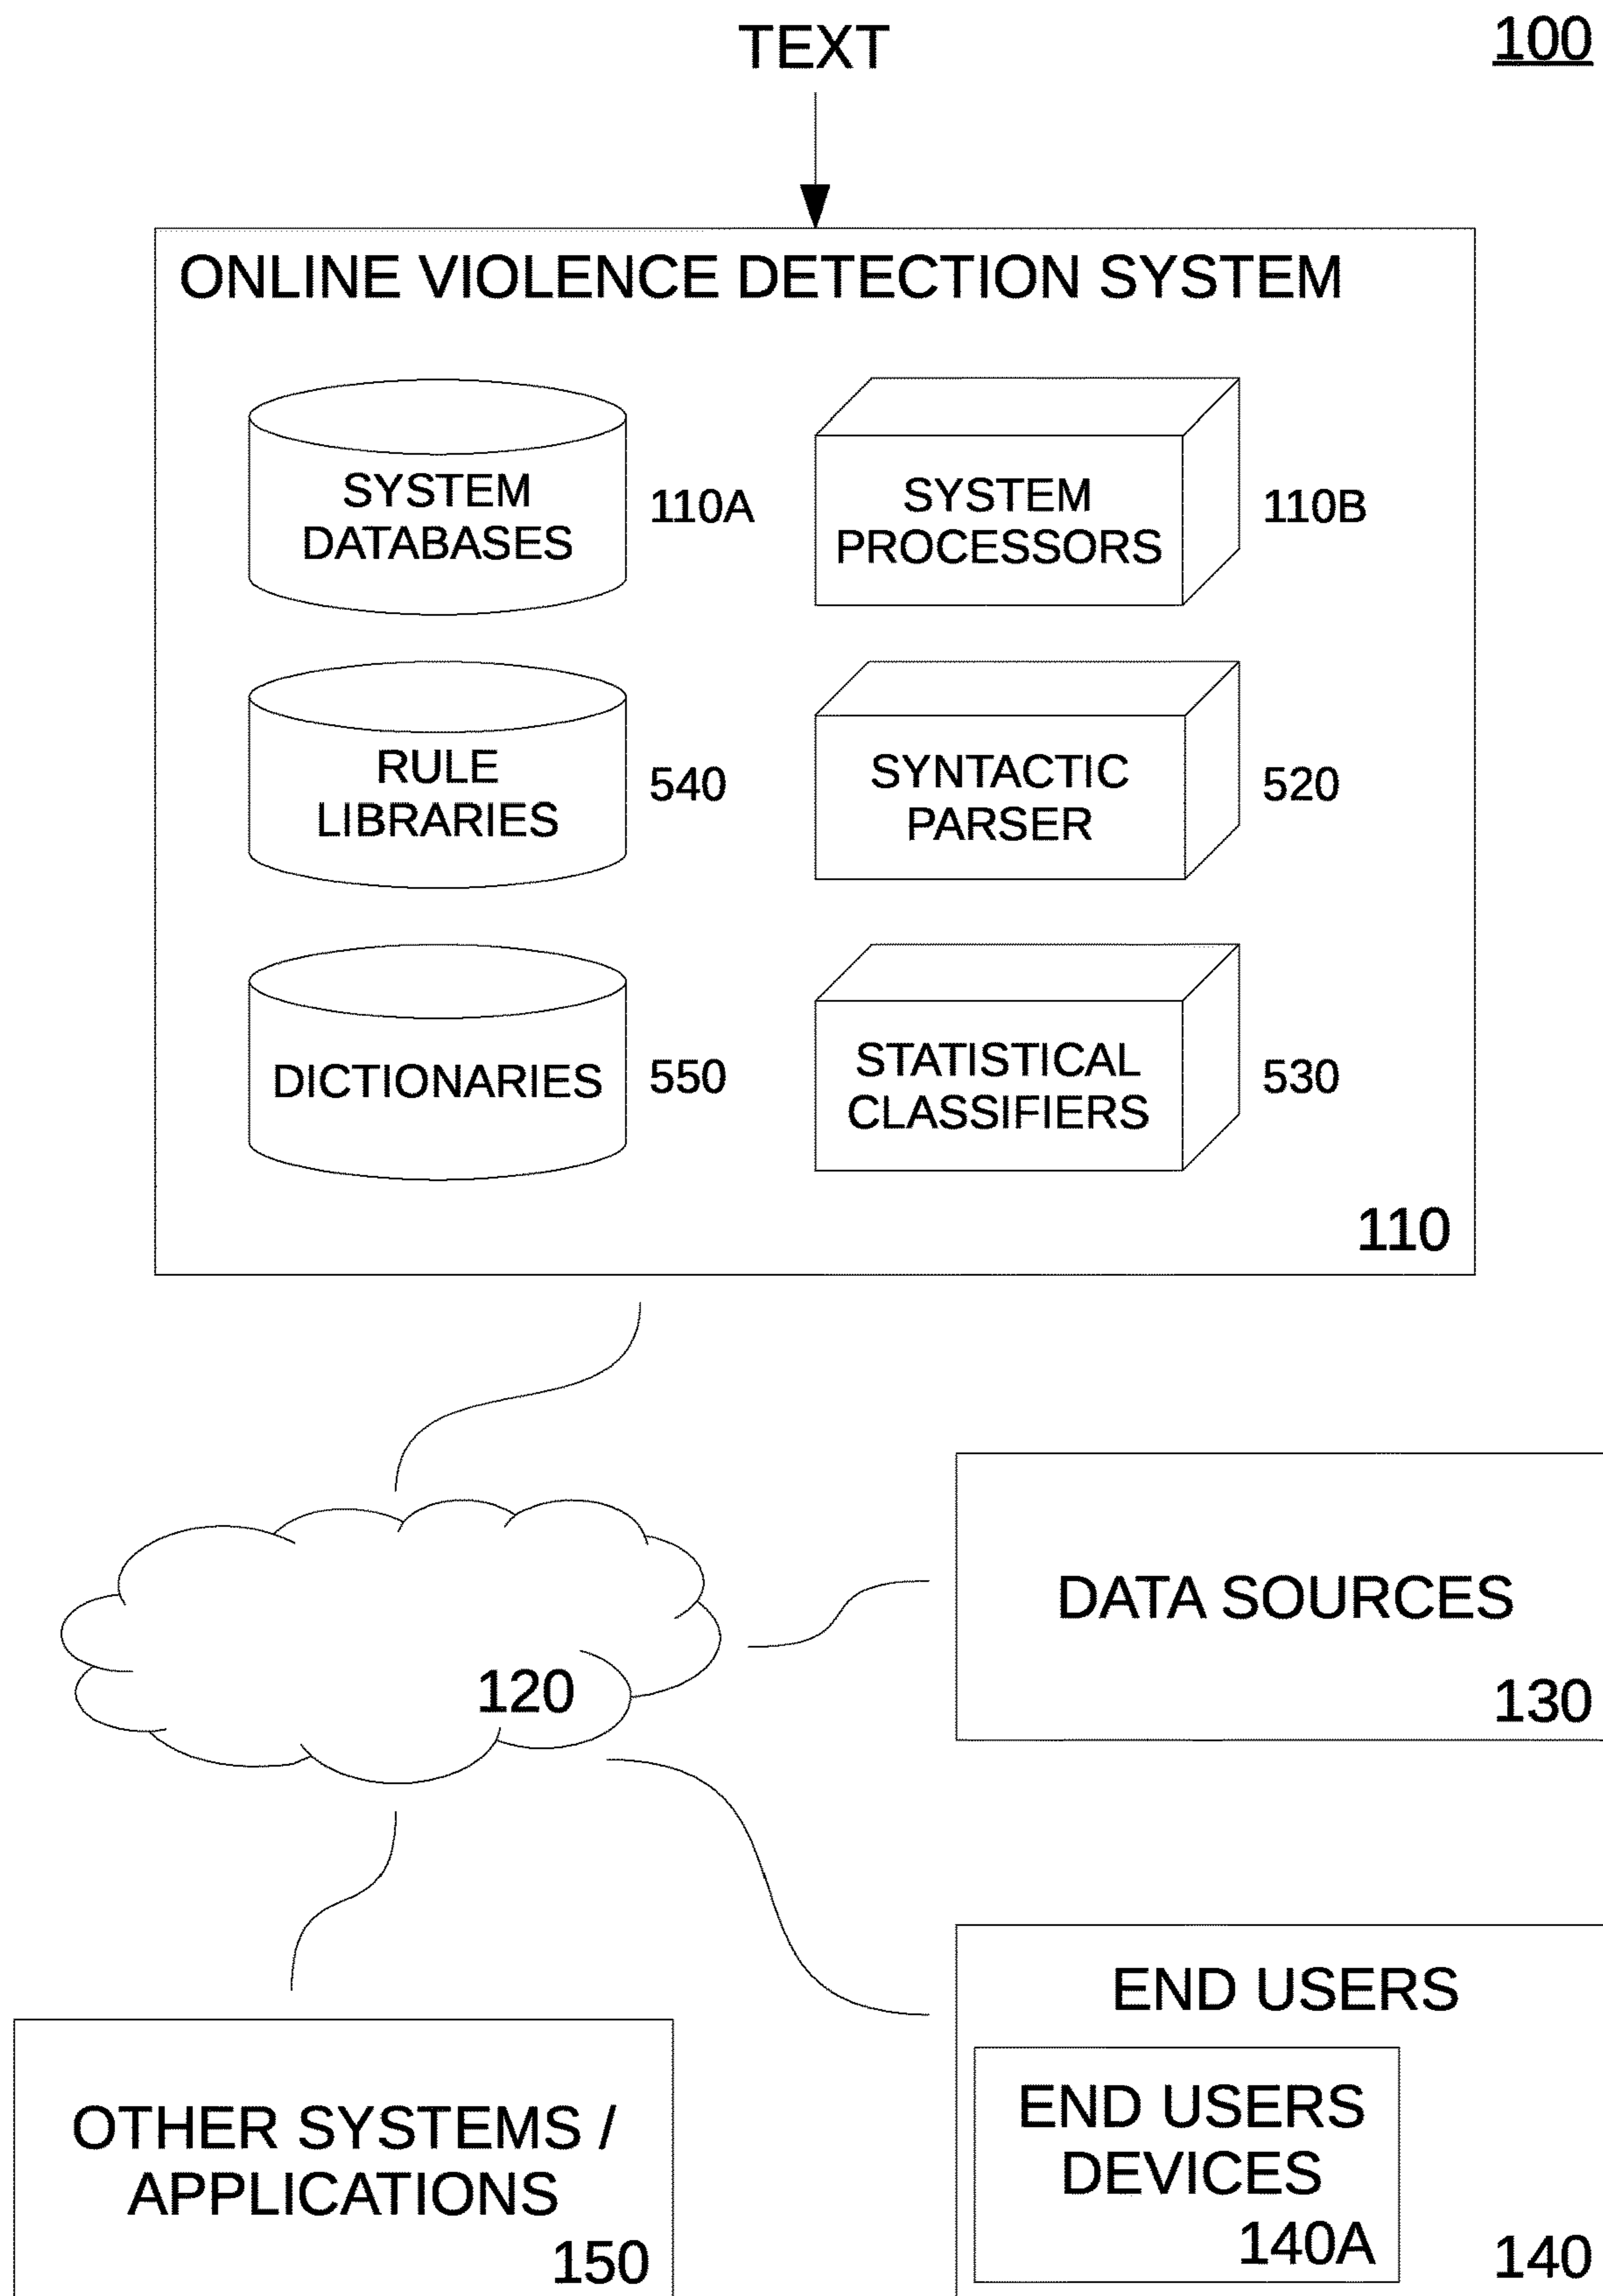 TEXT
100
ONLINE VIOLENCE DETECTION SYSTEM
SYSTEM
DATABASES
110A
SYSTEM
PROCESSORS
110B
RULE
LIBRARIES
540
SYNTACTIC
PARSER
520
DICTIONARIES
550
STATISTICAL
CLASSIFIERS
530
110
120
DATA SOURCES
130
END USERS
END USERS
DEVICES
140A
140
OTHER SYSTEMS /
APPLICATIONS
150